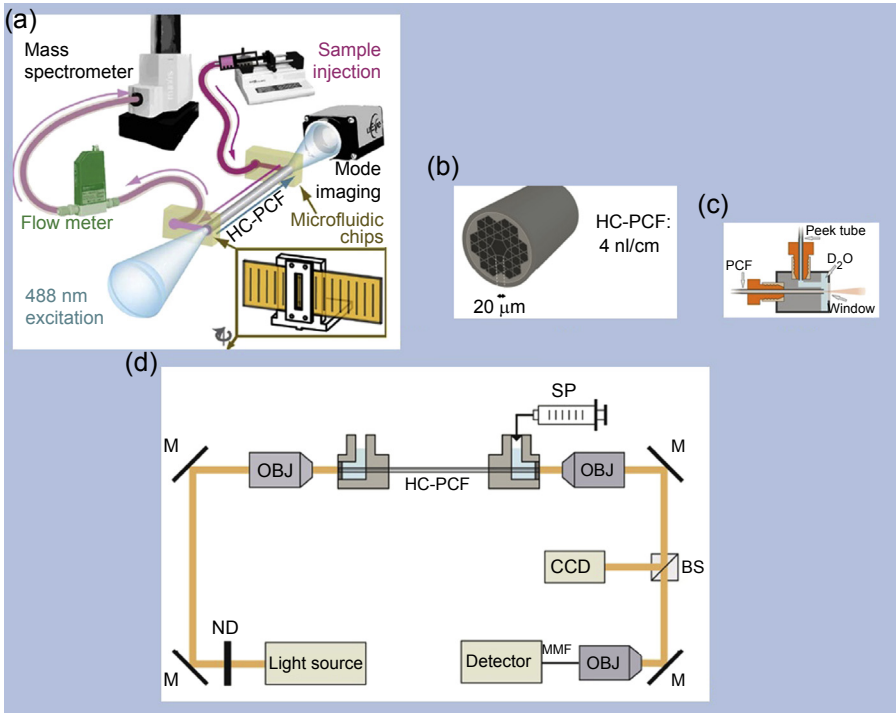 (a)
Mass
spectrometer
Sample
injection
Flow meter
Mode
imaging
HC-PCF
Microfluidic
chips
488 nm
excitation
(b)
HC-PCF:
4 nl/cm
20 μm
(c)
Peek tube
D₂O
PCF
Window
(d)
SP
M
OBJ
HC-PCF
OBJ
M
CCD
BS
ND
M
Light source
Detector
MMF
OBJ
M